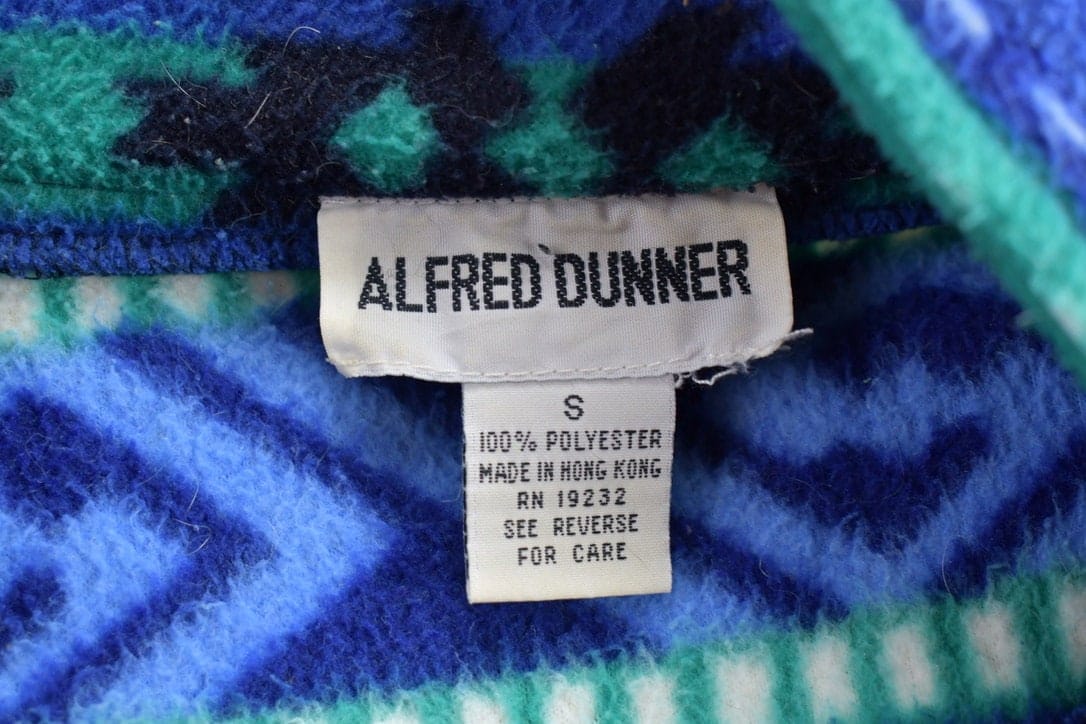 ALFRED DUNNER
S
100% POLYESTER
MADE IN HONG KONG
RN 19232
SEE REVERSE
FOR CARE